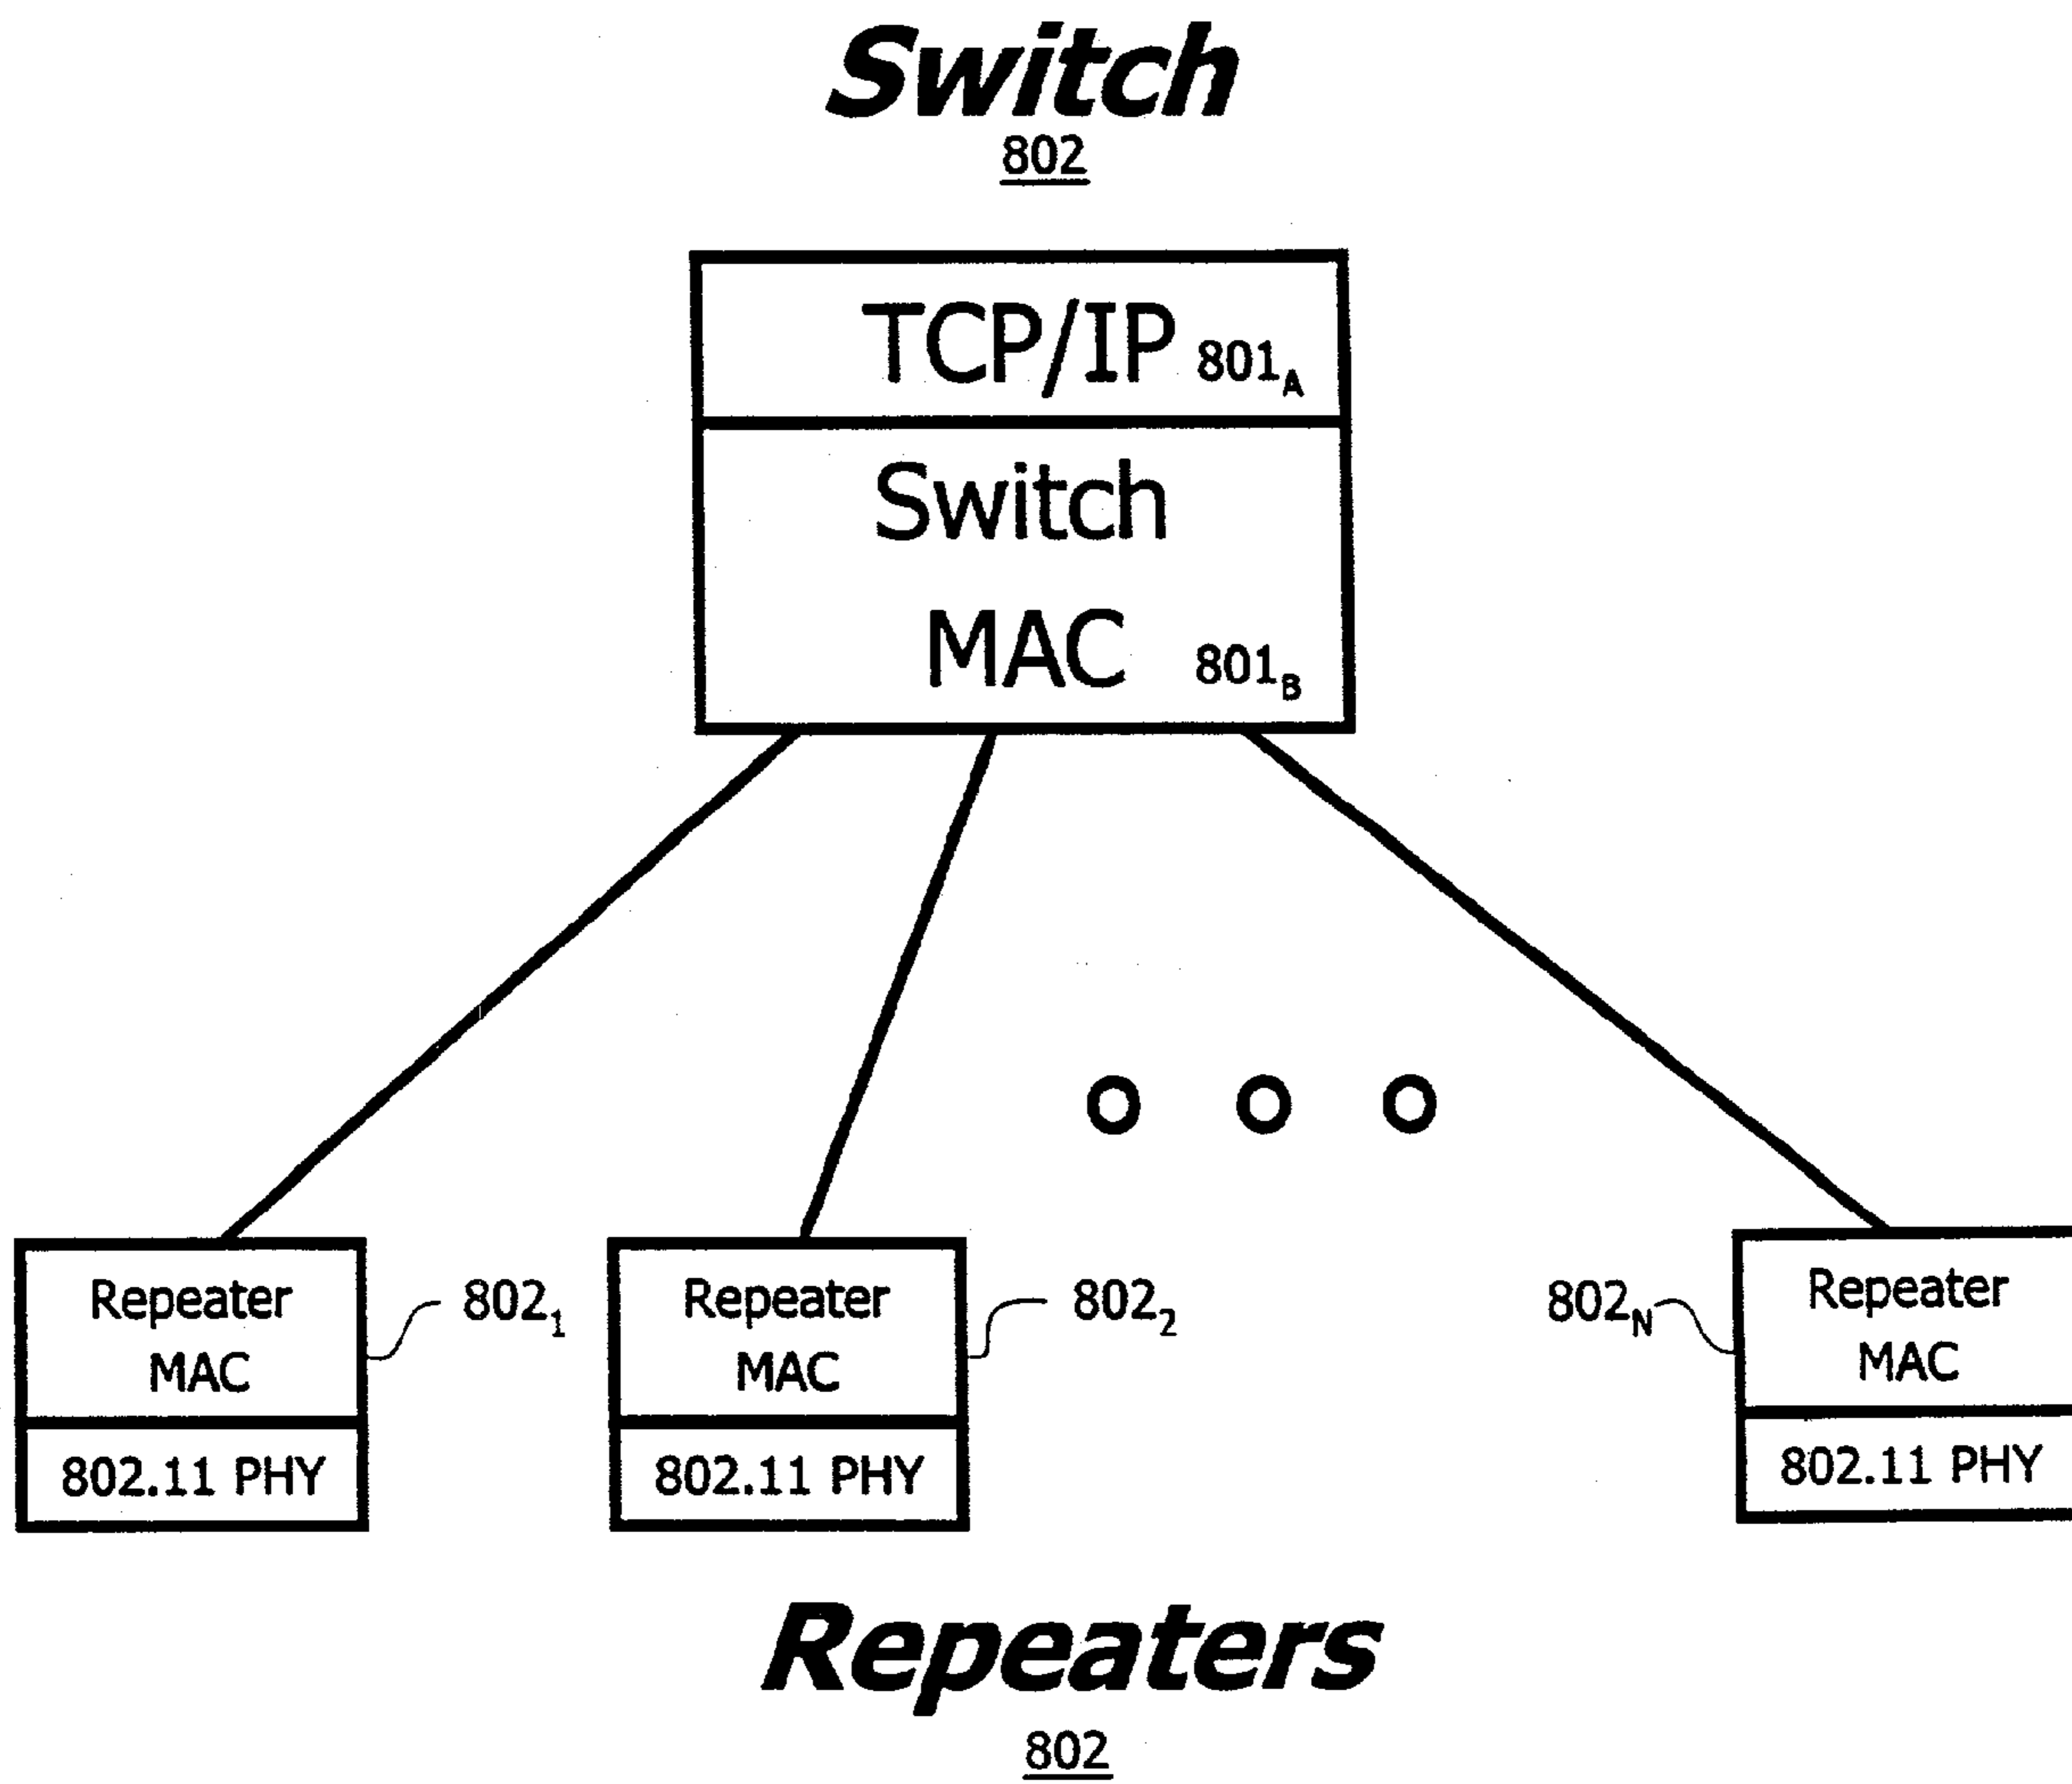 Switch
802
TCP/IP 801A
Switch
MAC 801B
Repeater
MAC
802.11 PHY
8021
Repeater
MAC
802.11 PHY
8022
802N
Repeater
MAC
802.11 PHY
Repeaters
802